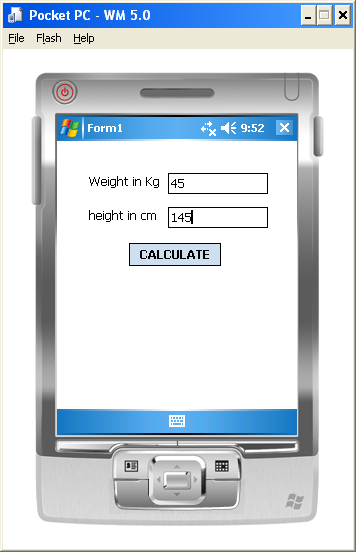 Pocket PC - WM 5.0
File Flash Help
Form1 9:52
Weight in Kg 45
height in cm 145
CALCULATE